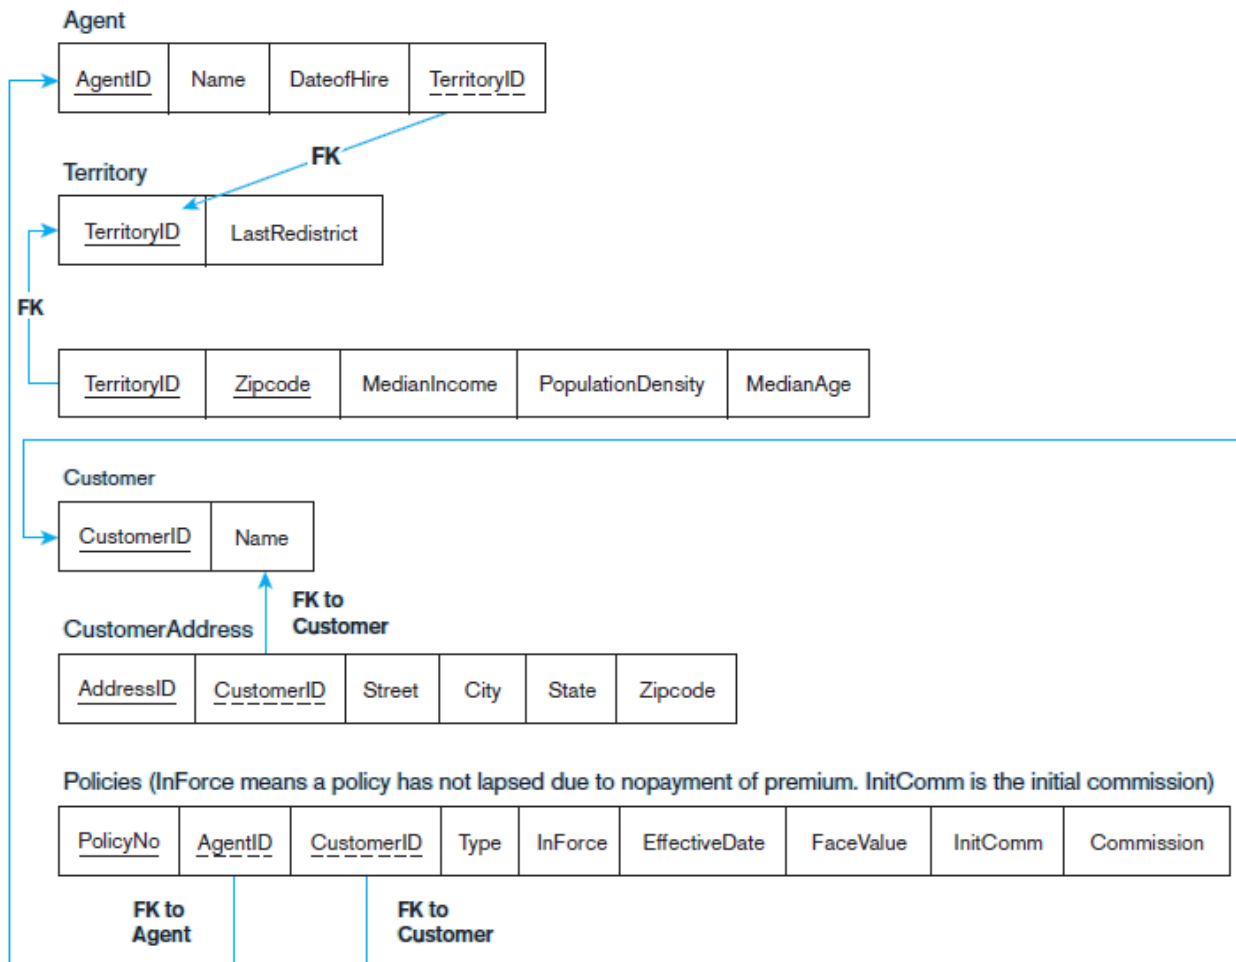 Agent
AgentID Name DateofHire TerritoryID
FK
Territory
TerritoryID LastRedistrict
FK
TerritoryID Zipcode MedianIncome PopulationDensity MedianAge
Customer
CustomerID Name
FK to
Customer
CustomerAddress
AddressID CustomerID Street City State Zipcode
Policies (InForce means a policy has not lapsed due to nopayment of premium. InitComm is the initial commission)
PolicyNo AgentID CustomerID Type InForce EffectiveDate FaceValue InitComm Commission
FK to
Agent
FK to
Customer